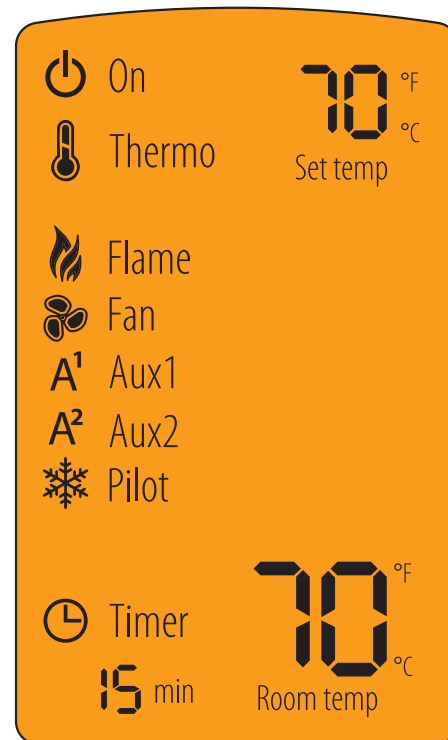 On
70 °F
°C
Thermo
Set temp
Flame
Fan
A¹ Aux1
A² Aux2
Pilot
70 °F
°C
Timer
15 min
Room temp